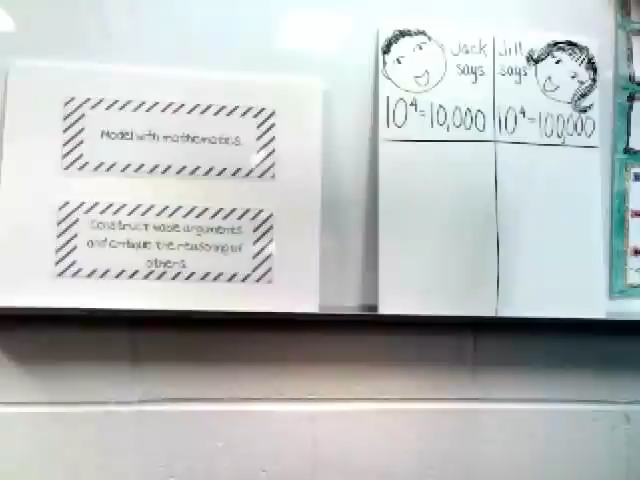 Model with mathematics.
Construct viable arguments
and critique the reasoning of
others.
Jack
says
10⁴=10,000
Jill
says
10⁴=100,000